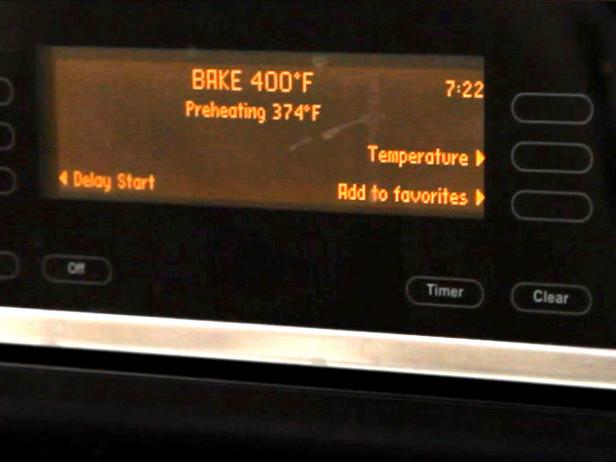 BAKE 400°F
7:22
Preheating 374°F
Temperature
Delay Start
Add to favorites
Off
Timer
Clear